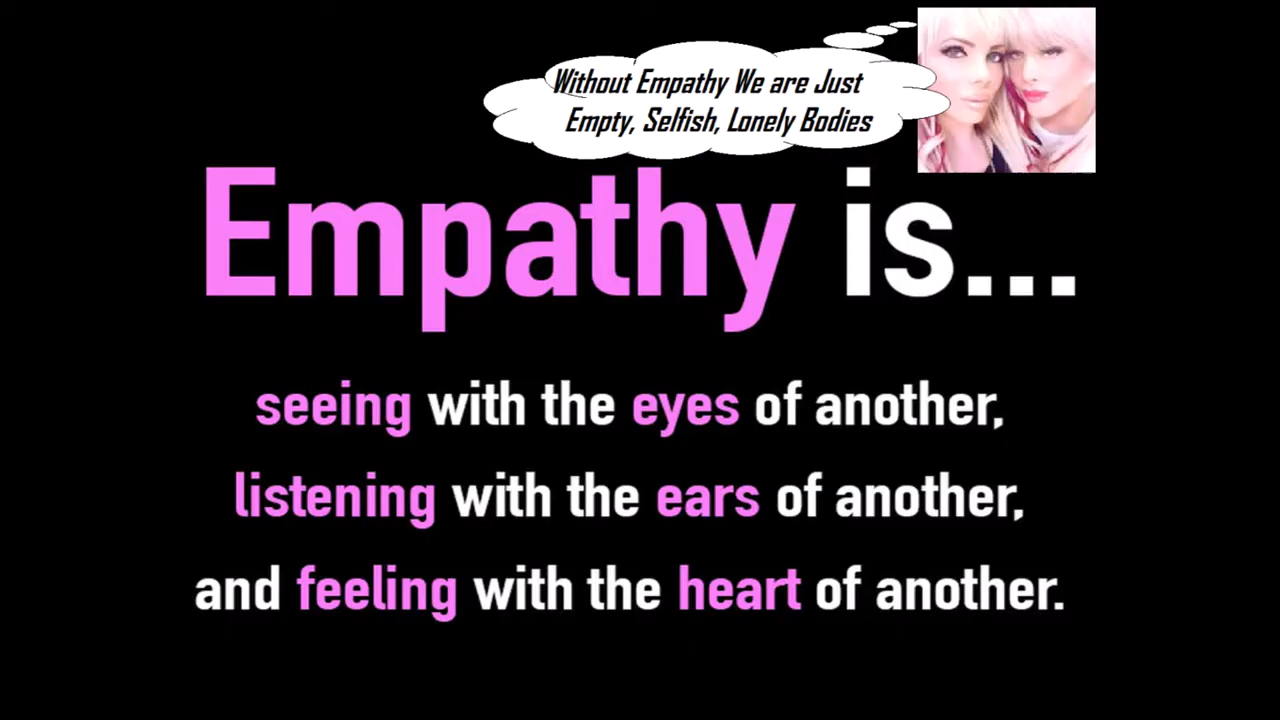 Without Empathy We are Just
Empty, Selfish, Lonely Bodies
Empathy is...
seeing with the eyes of another,
listening with the ears of another,
and feeling with the heart of another.